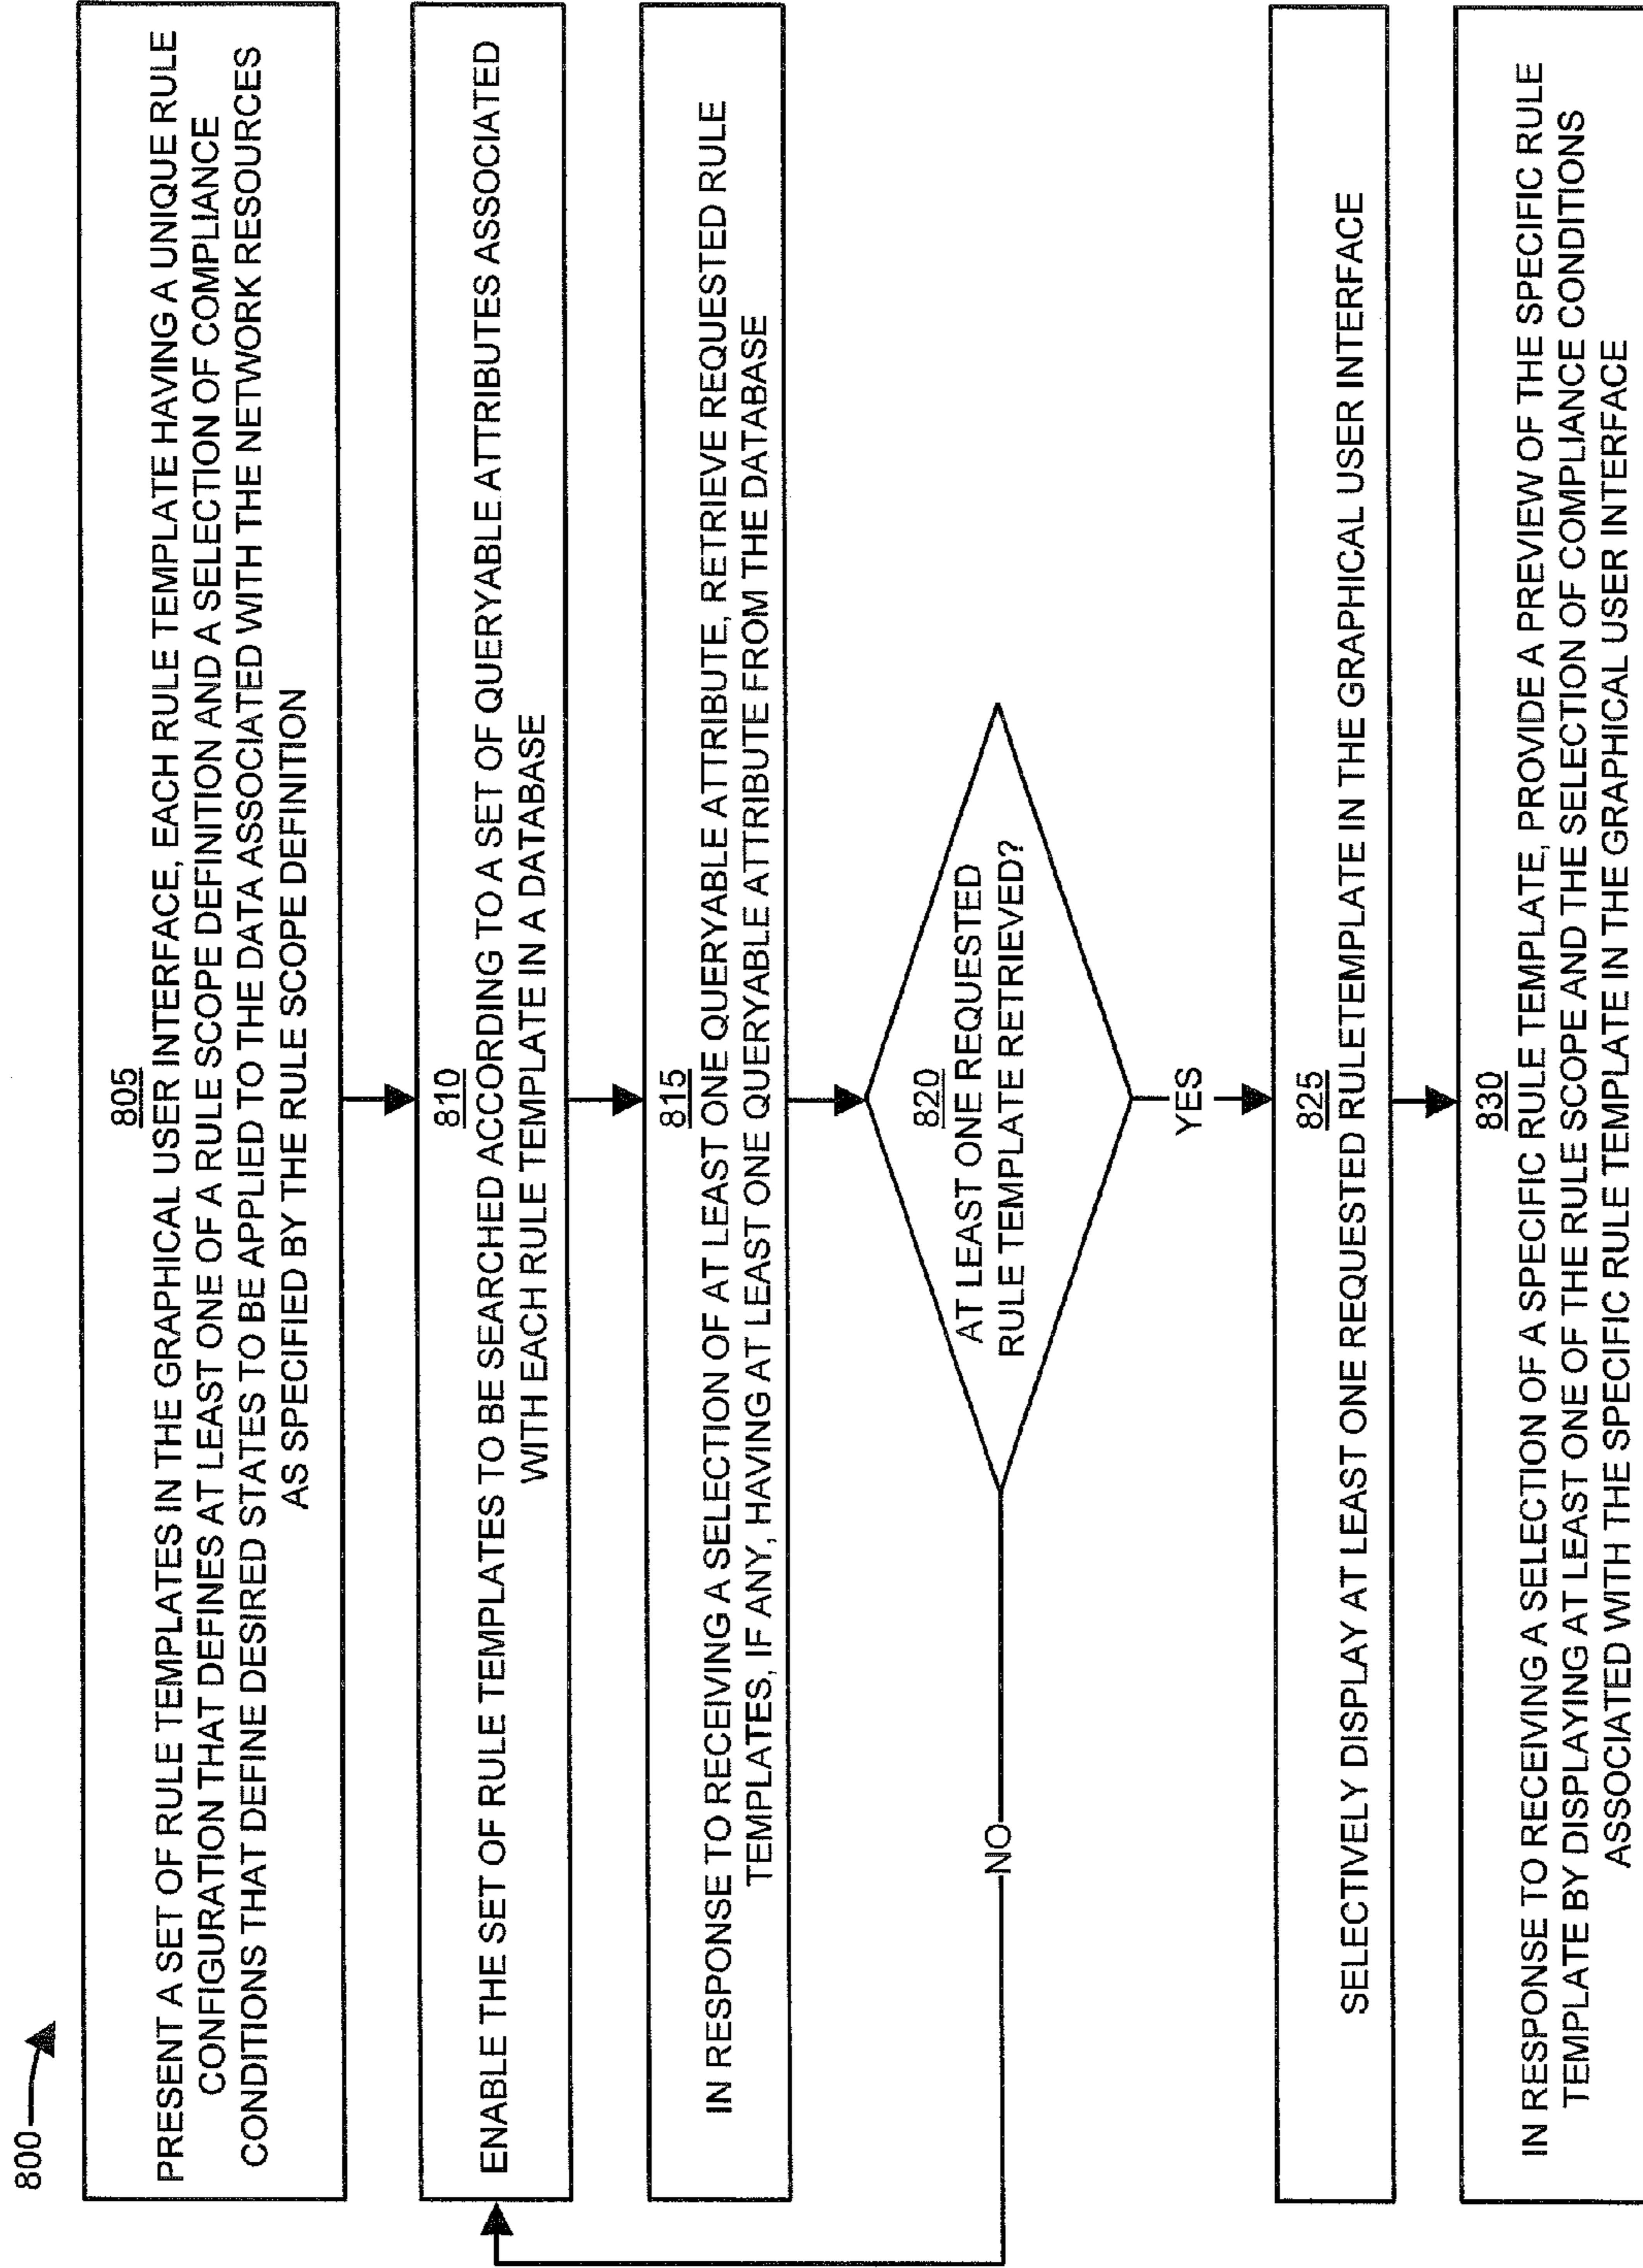 800
805
PRESENT A SET OF RULE TEMPLATES IN THE GRAPHICAL USER INTERFACE, EACH RULE TEMPLATE HAVING A UNIQUE RULE
CONFIGURATION THAT DEFINES AT LEAST ONE OF A RULE SCOPE DEFINITION AND A SELECTION OF COMPLIANCE
CONDITIONS THAT DEFINE DESIRED STATES TO BE APPLIED TO THE DATA ASSOCIATED WITH THE NETWORK RESOURCES
AS SPECIFIED BY THE RULE SCOPE DEFINITION
810
ENABLE THE SET OF RULE TEMPLATES TO BE SEARCHED ACCORDING TO A SET OF QUERYABLE ATTRIBUTES ASSOCIATED
WITH EACH RULE TEMPLATE IN A DATABASE
815
IN RESPONSE TO RECEIVING A SELECTION OF AT LEAST ONE QUERYABLE ATTRIBUTE, RETRIEVE REQUESTED RULE
TEMPLATES, IF ANY, HAVING AT LEAST ONE QUERYABLE ATTRIBUTE FROM THE DATABASE
820
AT LEAST ONE REQUESTED
RULE TEMPLATE RETRIEVED?
NO
YES
825
SELECTIVELY DISPLAY AT LEAST ONE REQUESTED RULETEMPLATE IN THE GRAPHICAL USER INTERFACE
830
IN RESPONSE TO RECEIVING A SELECTION OF A SPECIFIC RULE TEMPLATE, PROVIDE A PREVIEW OF THE SPECIFIC RULE
TEMPLATE BY DISPLAYING AT LEAST ONE OF THE RULE SCOPE AND THE SELECTION OF COMPLIANCE CONDITIONS
ASSOCIATED WITH THE SPECIFIC RULE TEMPLATE IN THE GRAPHICAL USER INTERFACE